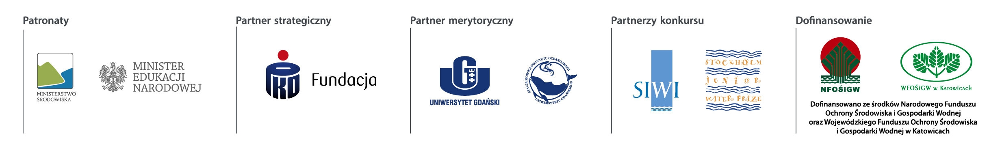 Patronaty
MINISTERSTWO
ŚRODOWISKA
MINISTER
EDUKACJI
NARODOWEJ
Partner strategiczny
PKO
Fundacja
Partner merytoryczny
UG
UNIWERSYTET GDAŃSKI
STACJA MORSKA INSTYTUTU OCEANOGRAFII
UNIWERSYTETU GDAŃSKIEGO
Partnerzy konkursu
SIWI
STOCKHOLM
JUNIOR
WATER PRIZE
Dofinansowanie
NFOŚiGW
WFOŚiGW w Katowicach
Dofinansowano ze środków Narodowego Funduszu
Ochrony Środowiska i Gospodarki Wodnej
oraz Wojewódzkiego Funduszu Ochrony Środowiska
i Gospodarki Wodnej w Katowicach